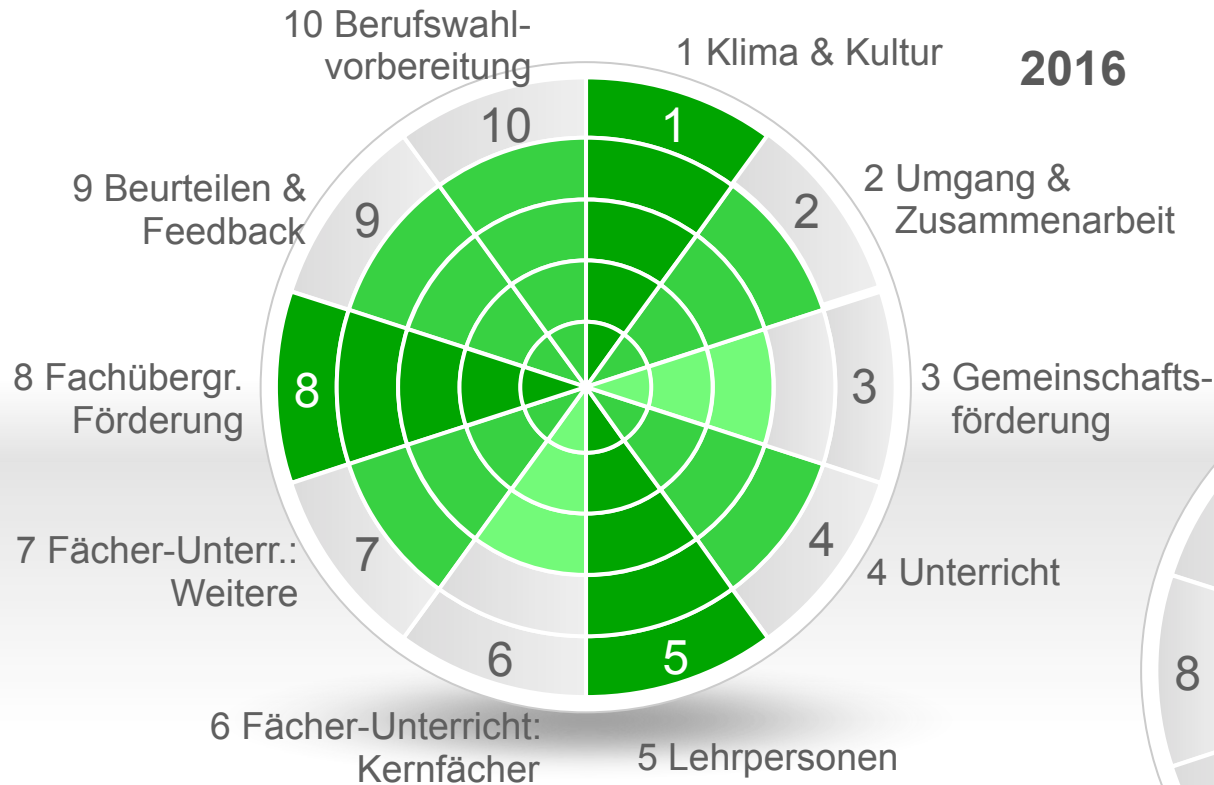 10 Berufswahl-
vorbereitung
1 Klima & Kultur
2016
2 Umgang &
Zusammenarbeit
3 Gemeinschafts-
förderung
4 Unterricht
5 Lehrpersonen
6 Fächer-Unterricht:
Kernfächer
7 Fächer-Unterr.:
Weitere
8 Fachübergr.
Förderung
9 Beurteilen &
Feedback
1
2
3
4
5
6
7
8
9
10
8